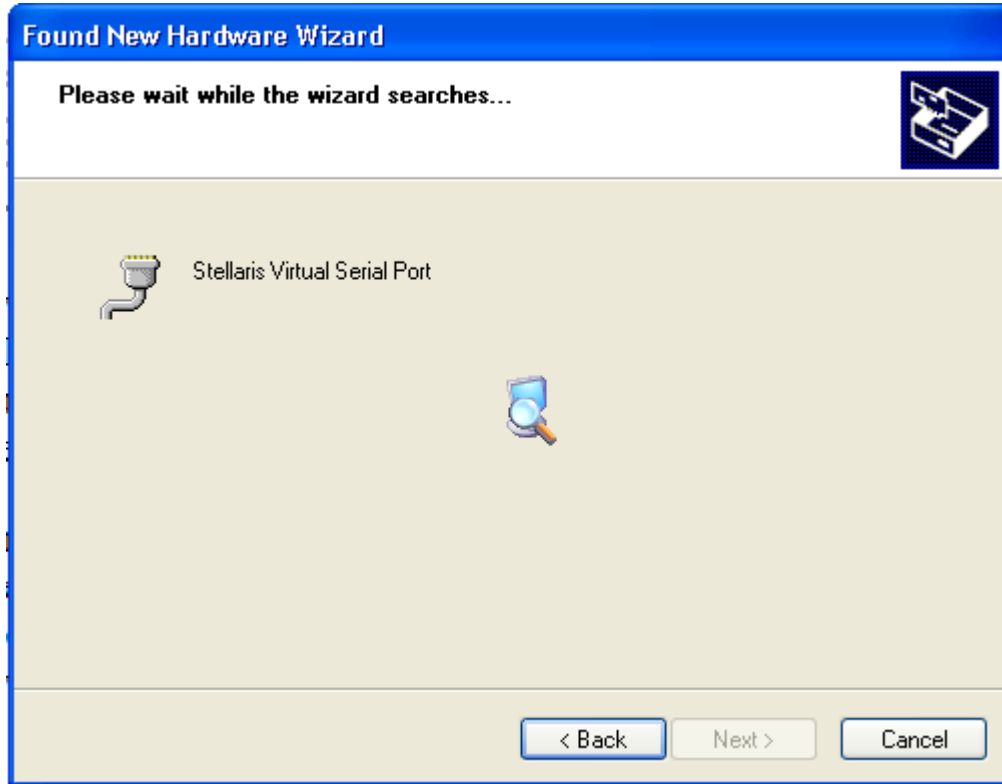 Found New Hardware Wizard
Please wait while the wizard searches...
Stellaris Virtual Serial Port
< Back
Next >
Cancel